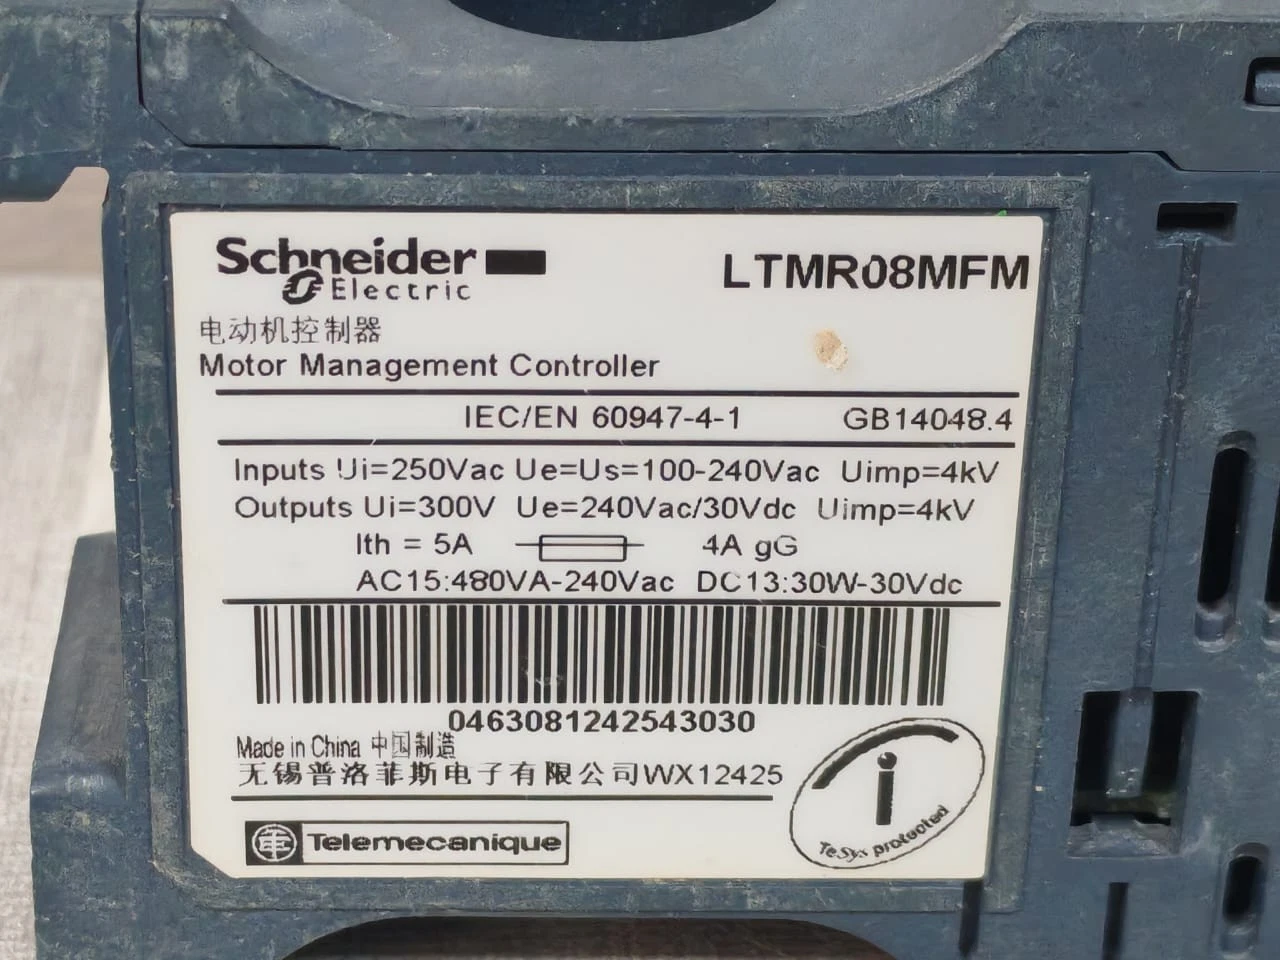 Schneider
Electric
LTMR08MFM
电动机控制器
Motor Management Controller
IEC/EN 60947-4-1 GB14048.4
Inputs Ui=250Vac Ue=Us=100-240Vac Uimp=4kV
Outputs Ui=300V Ue=240Vac/30Vdc Uimp=4kV
Ith = 5A 4A gG
AC15:480VA-240Vac DC13:30W-30Vdc
0463081242543030
Made in China 中国制造
无锡普洛菲斯电子有限公司WX12425
Telemecanique
i
TeSys protected